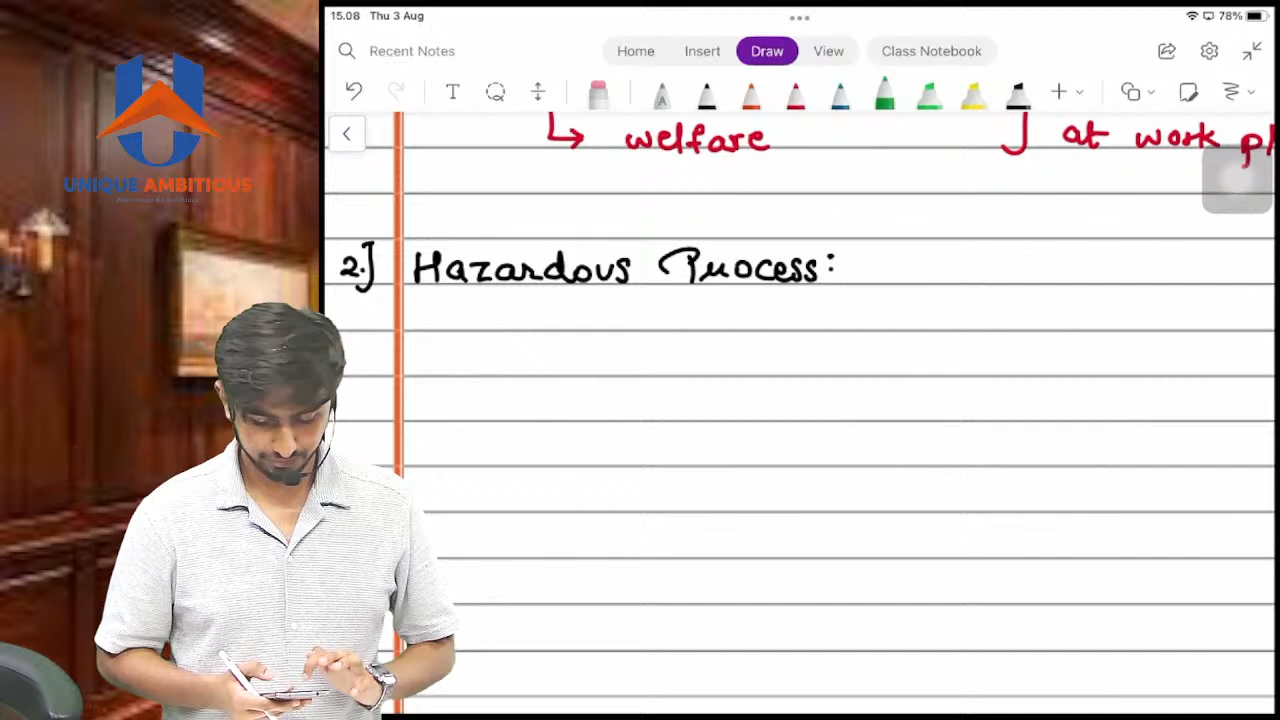 15.08 Thu 3 Aug 78%
Recent Notes Home Insert Draw View Class Notebook
welfare at work
2.] Hazardous Process:
UNIQUE AMBITIOUS